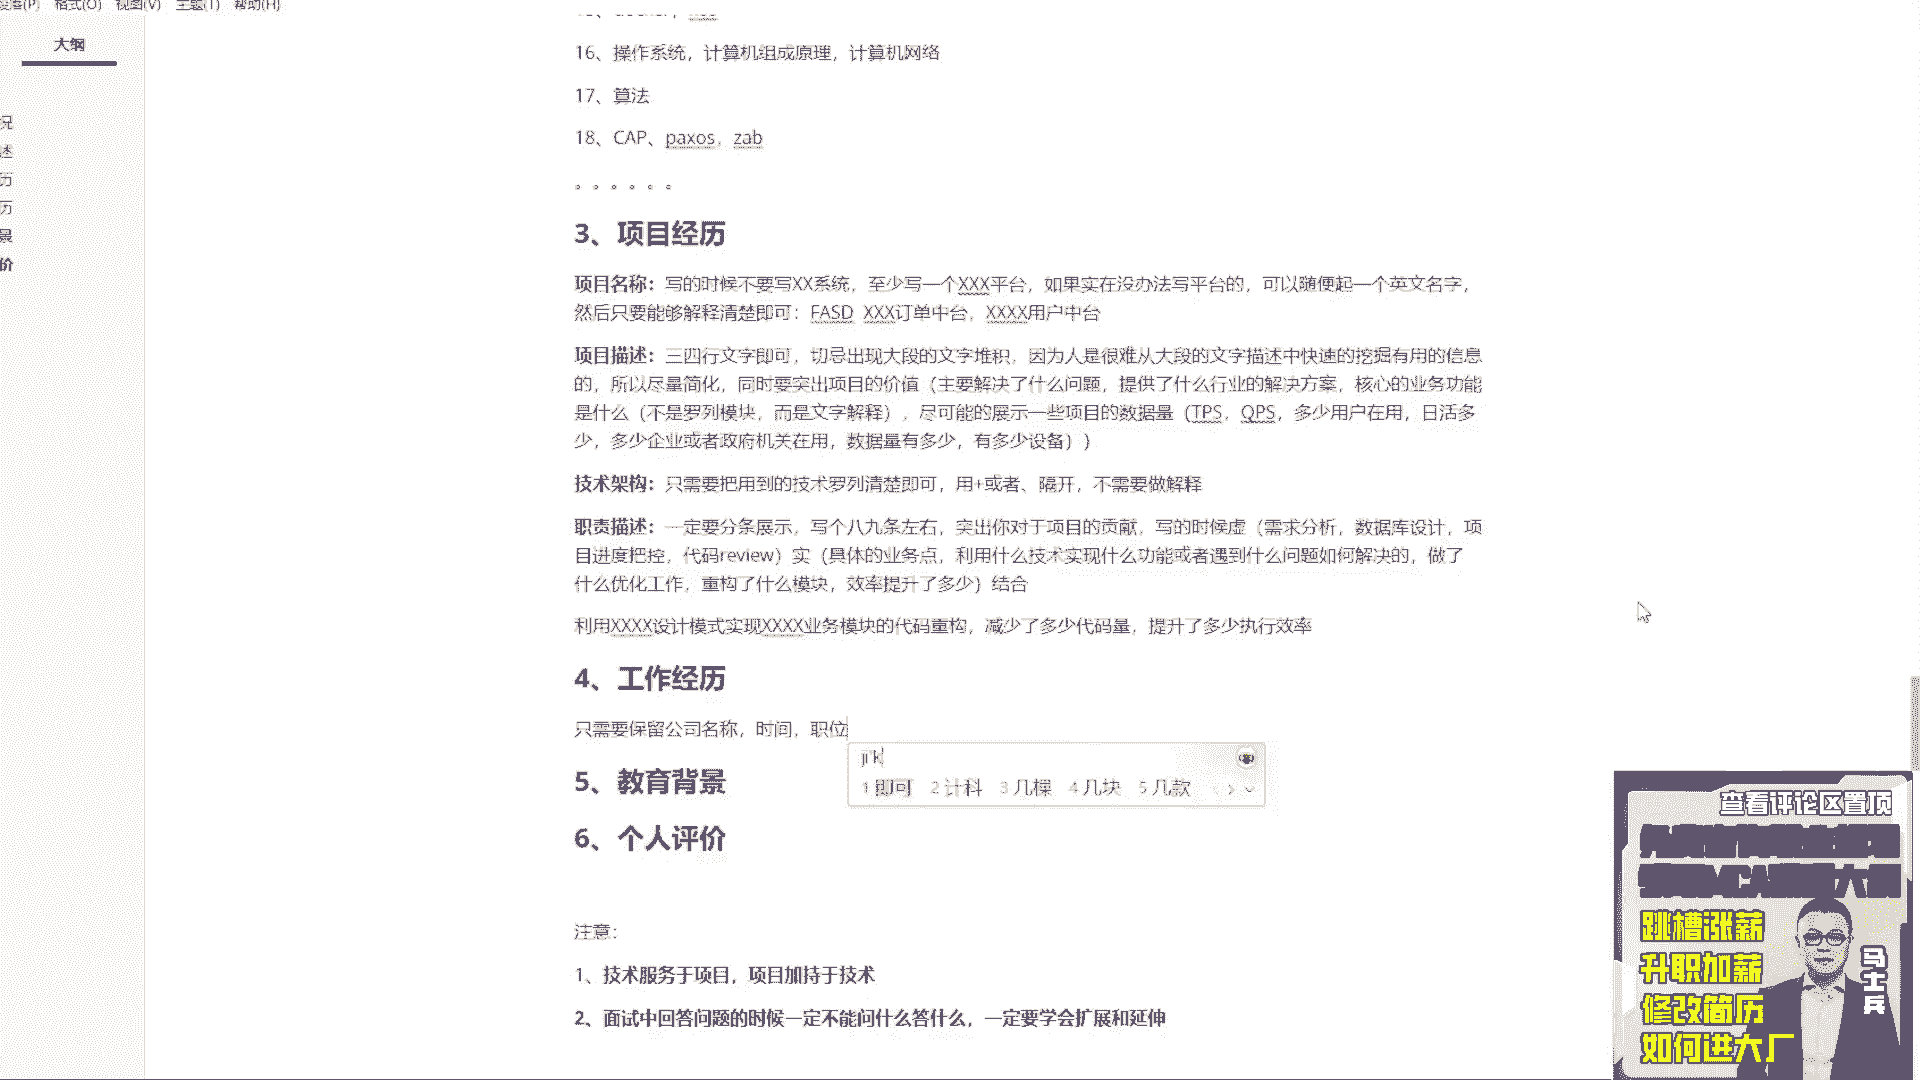 格式(O) 视图(V) 主题(T) 帮助(H)
大纲
况
述
历
历
景
价
16、操作系统，计算机组成原理，计算机网络
17、算法
18、CAP、paxos，zab
。。。。。。
3、项目经历
项目名称：写的时候不要写XX系统，至少写一个XXX平台，如果实在没办法写平台的，可以随便起一个英文名字，
然后只要能够解释清楚即可：FASD XXX订单中台，XXXX用户中台
项目描述：三四行文字即可，切忌出现大段的文字堆积，因为人是很难从大段的文字描述中快速的挖掘有用的信息
的，所以尽量简化，同时要突出项目的价值（主要解决了什么问题，提供了什么行业的解决方案，核心的业务功能
是什么（不是罗列模块，而是文字解释），尽可能的展示一些项目的数据量（TPS，QPS，多少用户在用，日活多
少，多少企业或者政府机关在用，数据量有多少，有多少设备））
技术架构：只需要把用到的技术罗列清楚即可，用+或者、隔开，不需要做解释
职责描述：一定要分条展示，写个八九条左右，突出你对于项目的贡献，写的时候虚（需求分析，数据库设计，项
目进度把控，代码review）实（具体的业务点，利用什么技术实现什么功能或者遇到什么问题如何解决的，做了
什么优化工作，重构了什么模块，效率提升了多少）结合
利用XXXX设计模式实现XXXX业务模块的代码重构，减少了多少代码量，提升了多少执行效率
4、工作经历
只需要保留公司名称，时间，职位
ji'k
1 即可 2 计科 3 几棵 4 几块 5 几款
5、教育背景
6、个人评价
注意：
1、技术服务于项目，项目加持于技术
2、面试中回答问题的时候一定不能问什么答什么，一定要学会扩展和延伸
查看评论区置顶
跳槽涨薪
升职加薪
修改简历
如何进大厂
马士兵